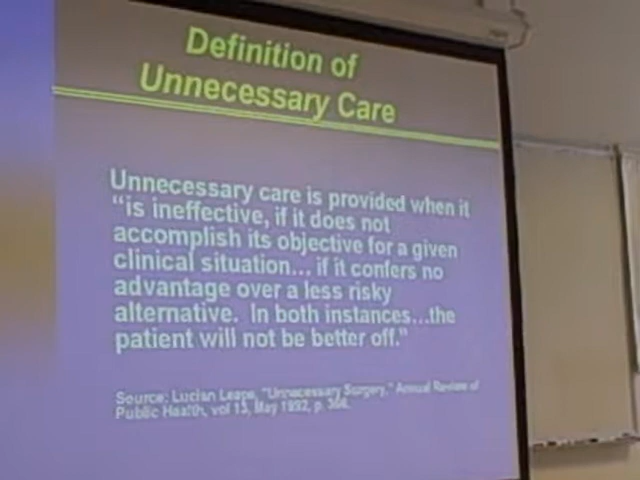 Definition of
Unnecessary Care
Unnecessary care is provided when it
"is ineffective, if it does not
accomplish its objective for a given
clinical situation... if it confers no
advantage over a less risky
alternative.  In both instances...the
patient will not be better off."
Source: Lucian Leape, "Unnecessary Surgery," Annual Review of
Public Health, vol 13, May 1992, p. 364.